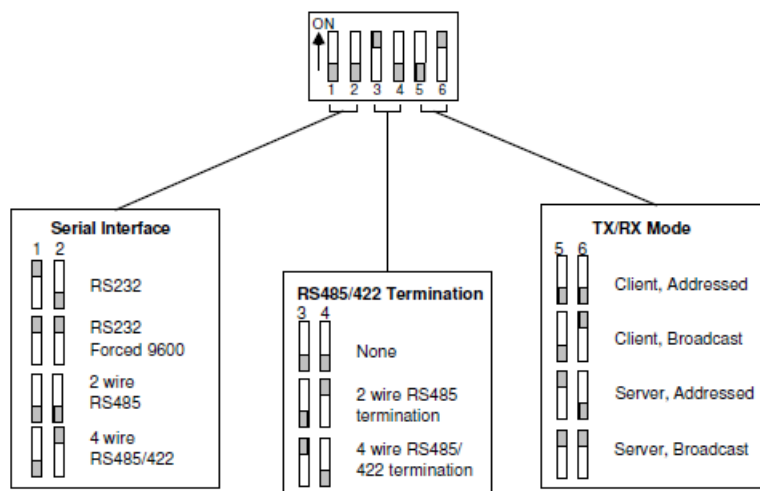 ON
1 2 3 4 5 6
Serial Interface
1 2
RS232
RS232
Forced 9600
2 wire
RS485
4 wire
RS485/422
RS485/422 Termination
3 4
None
2 wire RS485
termination
4 wire RS485/
422 termination
TX/RX Mode
5 6
Client, Addressed
Client, Broadcast
Server, Addressed
Server, Broadcast